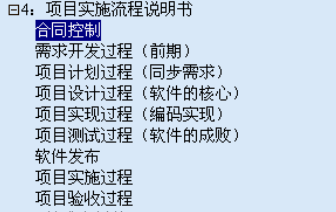 4：项目实施流程说明书
合同控制
需求开发过程（前期）
项目计划过程（同步需求）
项目设计过程（软件的核心）
项目实现过程（编码实现）
项目测试过程（软件的成败）
软件发布
项目实施过程
项目验收过程